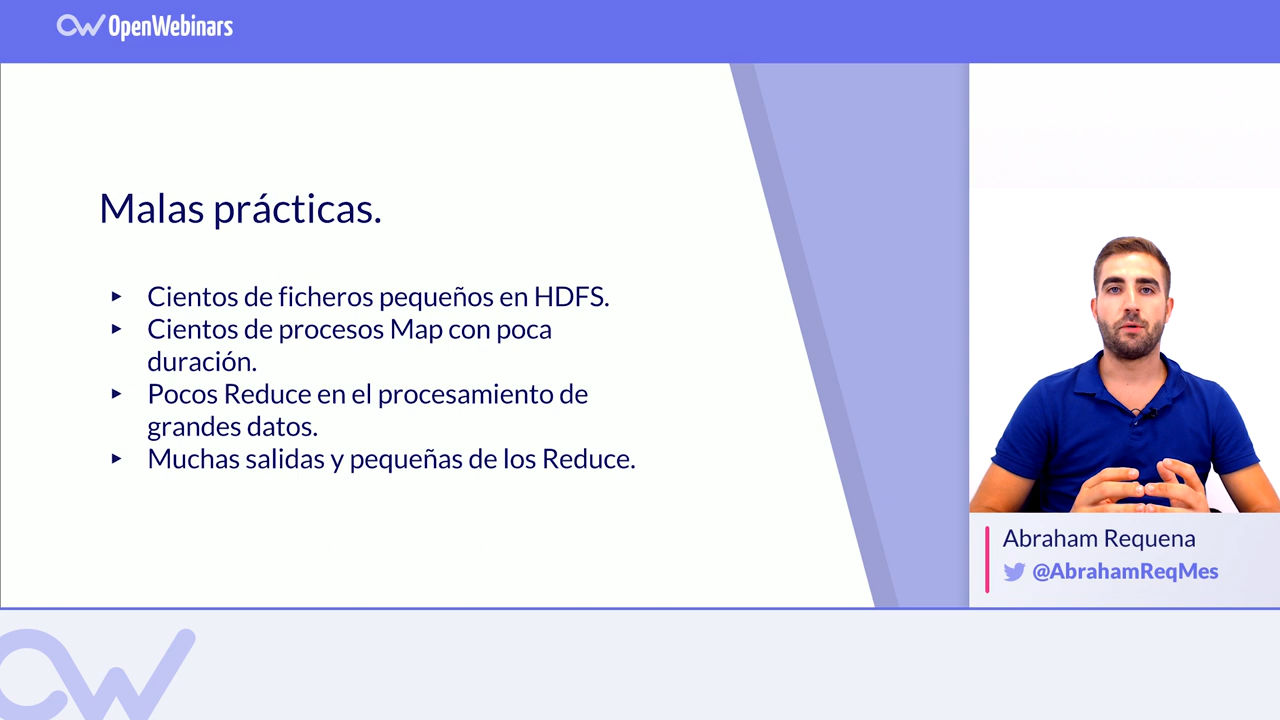 OpenWebinars
Malas prácticas.
▸ Cientos de ficheros pequeños en HDFS.
▸ Cientos de procesos Map con poca
duración.
▸ Pocos Reduce en el procesamiento de
grandes datos.
▸ Muchas salidas y pequeñas de los Reduce.
Abraham Requena
@AbrahamReqMes